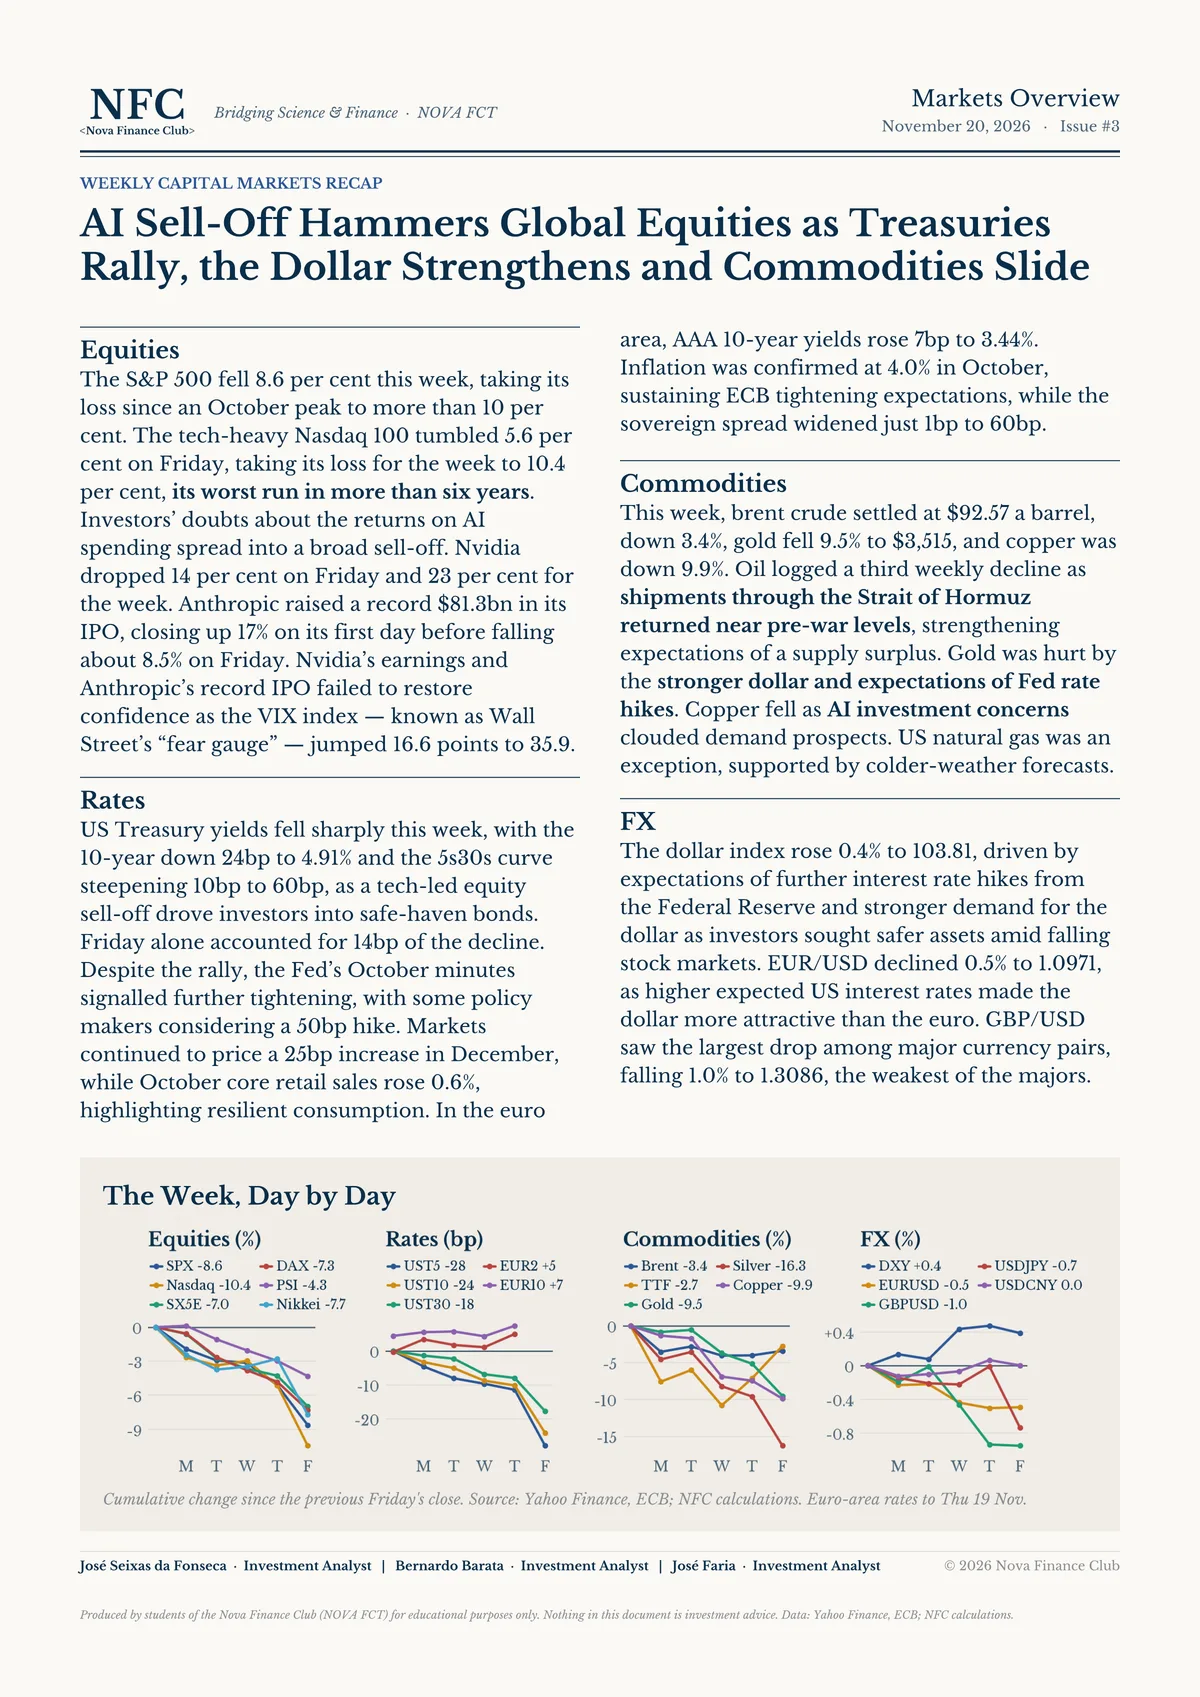 NFC
<Nova Finance Club>
Bridging Science & Finance · NOVA FCT
Markets Overview
November 20, 2026 · Issue #3
WEEKLY CAPITAL MARKETS RECAP
AI Sell-Off Hammers Global Equities as Treasuries
Rally, the Dollar Strengthens and Commodities Slide
Equities
The S&P 500 fell 8.6 per cent this week, taking its
loss since an October peak to more than 10 per
cent. The tech-heavy Nasdaq 100 tumbled 5.6 per
cent on Friday, taking its loss for the week to 10.4
per cent, its worst run in more than six years.
Investors’ doubts about the returns on AI
spending spread into a broad sell-off. Nvidia
dropped 14 per cent on Friday and 23 per cent for
the week. Anthropic raised a record $81.3bn in its
IPO, closing up 17% on its first day before falling
about 8.5% on Friday. Nvidia’s earnings and
Anthropic’s record IPO failed to restore
confidence as the VIX index — known as Wall
Street’s “fear gauge” — jumped 16.6 points to 35.9.
Rates
US Treasury yields fell sharply this week, with the
10-year down 24bp to 4.91% and the 5s30s curve
steepening 10bp to 60bp, as a tech-led equity
sell-off drove investors into safe-haven bonds.
Friday alone accounted for 14bp of the decline.
Despite the rally, the Fed’s October minutes
signalled further tightening, with some policy
makers considering a 50bp hike. Markets
continued to price a 25bp increase in December,
while October core retail sales rose 0.6%,
highlighting resilient consumption. In the euro
area, AAA 10-year yields rose 7bp to 3.44%.
Inflation was confirmed at 4.0% in October,
sustaining ECB tightening expectations, while the
sovereign spread widened just 1bp to 60bp.
Commodities
This week, brent crude settled at $92.57 a barrel,
down 3.4%, gold fell 9.5% to $3,515, and copper was
down 9.9%. Oil logged a third weekly decline as
shipments through the Strait of Hormuz
returned near pre-war levels, strengthening
expectations of a supply surplus. Gold was hurt by
the stronger dollar and expectations of Fed rate
hikes. Copper fell as AI investment concerns
clouded demand prospects. US natural gas was an
exception, supported by colder-weather forecasts.
FX
The dollar index rose 0.4% to 103.81, driven by
expectations of further interest rate hikes from
the Federal Reserve and stronger demand for the
dollar as investors sought safer assets amid falling
stock markets. EUR/USD declined 0.5% to 1.0971,
as higher expected US interest rates made the
dollar more attractive than the euro. GBP/USD
saw the largest drop among major currency pairs,
falling 1.0% to 1.3086, the weakest of the majors.
The Week, Day by Day
Equities (%)
SPX -8.6 DAX -7.3
Nasdaq -10.4 PSI -4.3
SX5E -7.0 Nikkei -7.7
0
-3
-6
-9
M T W T F
Rates (bp)
UST5 -28 EUR2 +5
UST10 -24 EUR10 +7
UST30 -18
0
-10
-20
M T W T F
Commodities (%)
Brent -3.4 Silver -16.3
TTF -2.7 Copper -9.9
Gold -9.5
0
-5
-10
-15
M T W T F
FX (%)
DXY +0.4 USDJPY -0.7
EURUSD -0.5 USDCNY 0.0
GBPUSD -1.0
+0.4
0
-0.4
-0.8
M T W T F
Cumulative change since the previous Friday's close. Source: Yahoo Finance, ECB; NFC calculations. Euro-area rates to Thu 19 Nov.
José Seixas da Fonseca · Investment Analyst | Bernardo Barata · Investment Analyst | José Faria · Investment Analyst
© 2026 Nova Finance Club
Produced by students of the Nova Finance Club (NOVA FCT) for educational purposes only. Nothing in this document is investment advice. Data: Yahoo Finance, ECB; NFC calculations.